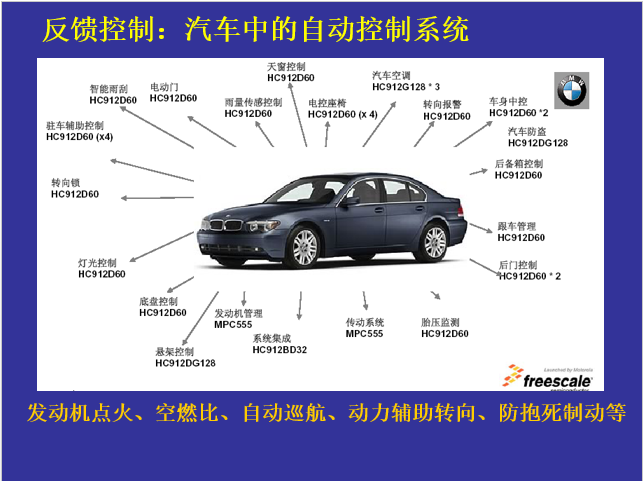 反馈控制：汽车中的自动控制系统
天窗控制
HC912D60
汽车空调
HC912G128 * 3
智能雨刮
HC912D60
电动门
HC912D60
雨量传感控制
HC912D60
电控座椅
HC912D60 (x 4)
转向报警
HC912D60
车身中控
HC912D60 *2
BMW
驻车辅助控制
HC912D60 (x4)
汽车防盗
HC912DG128
后备箱控制
HC912D60
转向锁
HC912D60
跟车管理
HC912D60
灯光控制
HC912D60
后门控制
HC912D60 * 2
底盘控制
HC912D60
发动机管理
MPC555
系统集成
HC912BD32
传动系统
MPC555
胎压监测
HC912D60
悬架控制
HC912DG128
Launched by Motorola
freescale
semiconductor
发动机点火、空燃比、自动巡航、动力辅助转向、防抱死制动等